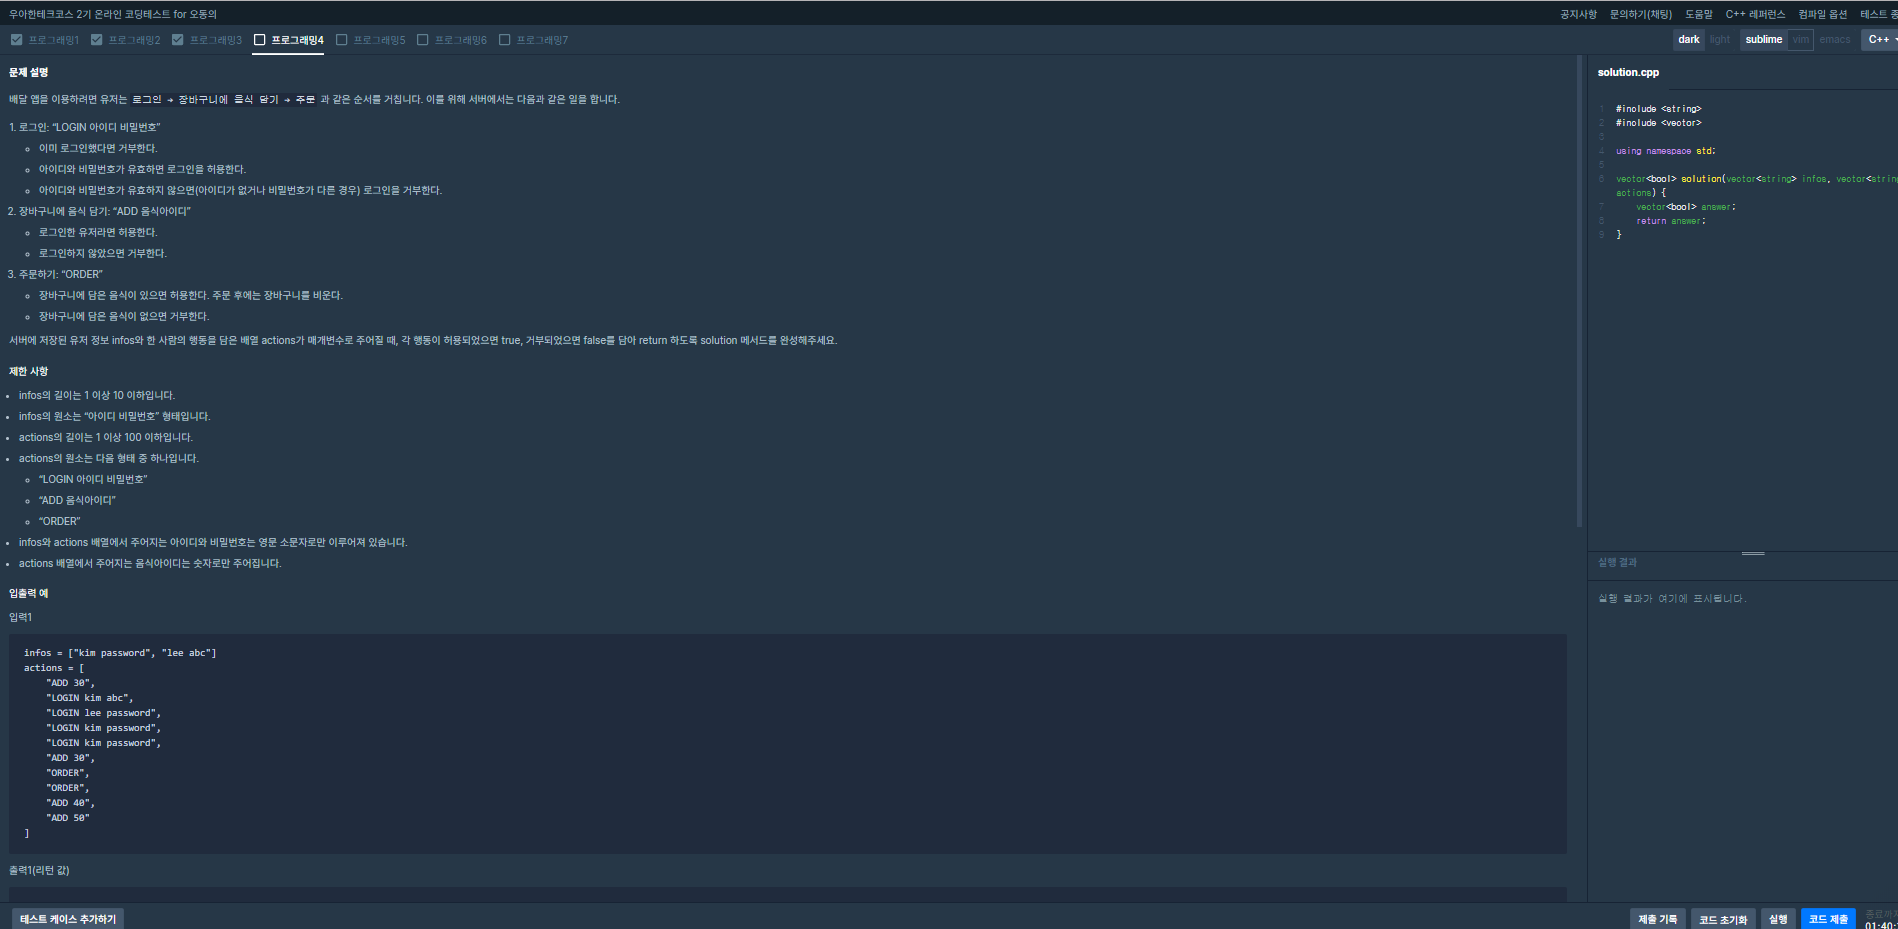 우아한테크코스 2기 온라인 코딩테스트 for 오동의
공지사항 문의하기(채팅) 도움말 C++ 레퍼런스 컴파일 옵션 테스트
프로그래밍1 프로그래밍2 프로그래밍3 프로그래밍4 프로그래밍5 프로그래밍6 프로그래밍7
dark light sublime vim emacs C++
문제 설명
배달 앱을 이용하려면 유저는 로그인 → 장바구니에 음식 담기 → 주문 과 같은 순서를 거칩니다. 이를 위해 서버에서는 다음과 같은 일을 합니다.
1. 로그인: “LOGIN 아이디 비밀번호”
이미 로그인했다면 거부한다.
아이디와 비밀번호가 유효하면 로그인을 허용한다.
아이디와 비밀번호가 유효하지 않으면(아이디가 없거나 비밀번호가 다른 경우) 로그인을 거부한다.
2. 장바구니에 음식 담기: “ADD 음식아이디”
로그인한 유저라면 허용한다.
로그인하지 않았으면 거부한다.
3. 주문하기: “ORDER”
장바구니에 담은 음식이 있으면 허용한다. 주문 후에는 장바구니를 비운다.
장바구니에 담은 음식이 없으면 거부한다.
서버에 저장된 유저 정보 infos와 한 사람의 행동을 담은 배열 actions가 매개변수로 주어질 때, 각 행동이 허용되었으면 true, 거부되었으면 false를 담아 return 하도록 solution 메서드를 완성해주세요.
제한 사항
infos의 길이는 1 이상 10 이하입니다.
infos의 원소는 “아이디 비밀번호” 형태입니다.
actions의 길이는 1 이상 100 이하입니다.
actions의 원소는 다음 형태 중 하나입니다.
“LOGIN 아이디 비밀번호”
“ADD 음식아이디”
“ORDER”
infos와 actions 배열에서 주어지는 아이디와 비밀번호는 영문 소문자로만 이루어져 있습니다.
actions 배열에서 주어지는 음식아이디는 숫자로만 주어집니다.
입출력 예
입력1
infos = ["kim password", "lee abc"]
actions = [
"ADD 30",
"LOGIN kim abc",
"LOGIN lee password",
"LOGIN kim password",
"LOGIN kim password",
"ADD 30",
"ORDER",
"ORDER",
"ADD 40",
"ADD 50"
]
출력1(리턴 값)
solution.cpp
1 #include <string>
2 #include <vector>
3
4 using namespace std;
5
6 vector<bool> solution(vector<string> infos, vector<string
actions) {
7 vector<bool> answer;
8 return answer;
9 }
실행 결과
실행 결과가 여기에 표시됩니다.
테스트 케이스 추가하기
제출 기록 코드 초기화 실행 코드 제출
01:40: